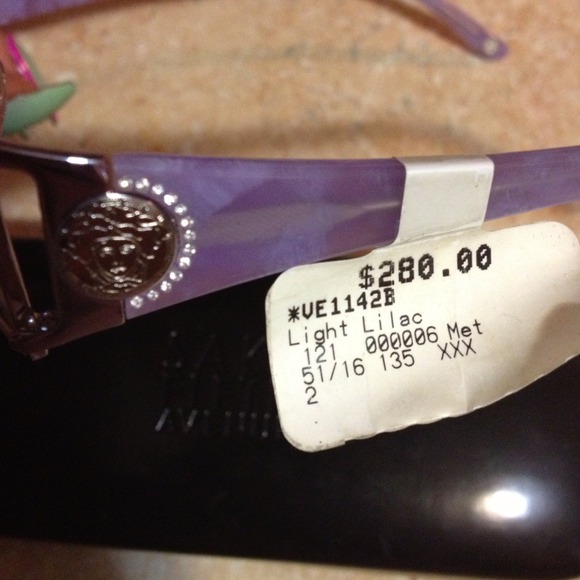 $280.00
*VE1142B
Light Lilac
121 000006 Met
51/16 135 XXX
2